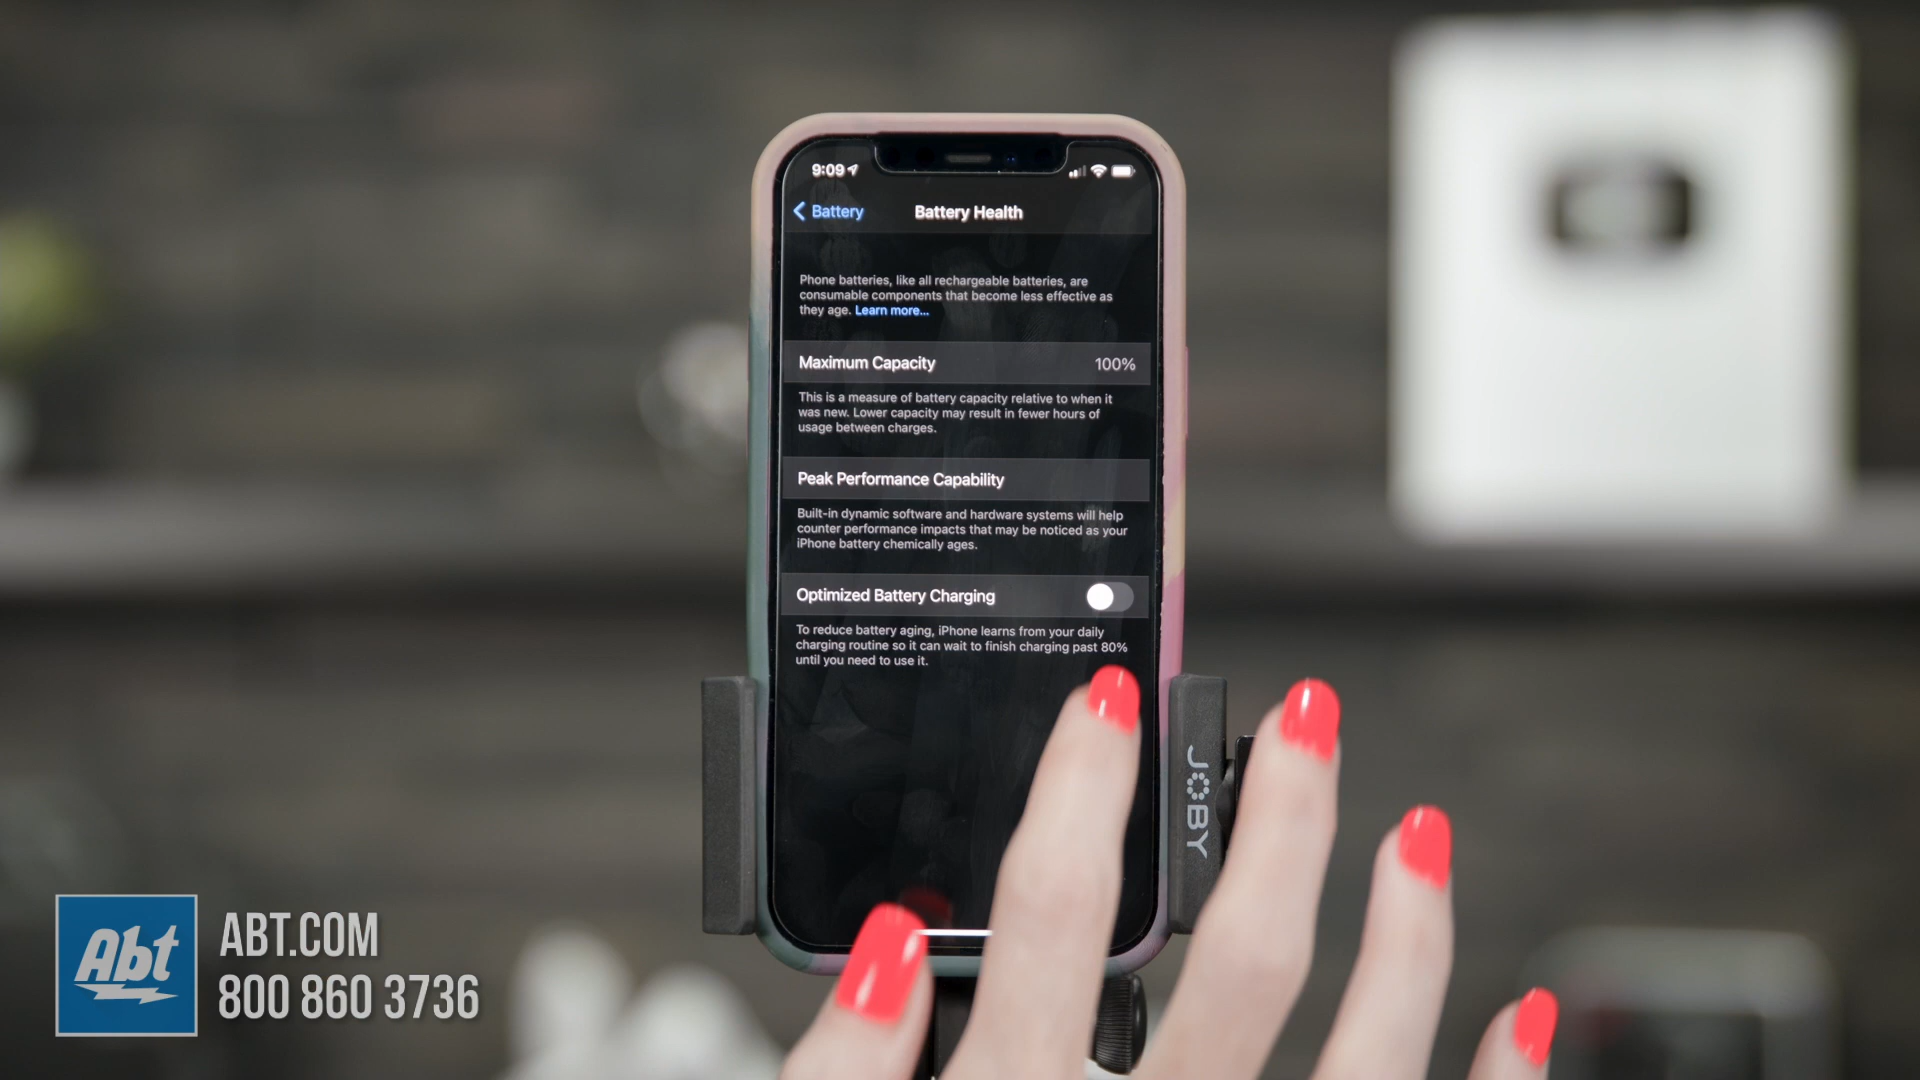 9:09
Battery
Battery Health
Phone batteries, like all rechargeable batteries, are
consumable components that become less effective as
they age. Learn more...
Maximum Capacity 100%
This is a measure of battery capacity relative to when it
was new. Lower capacity may result in fewer hours of
usage between charges.
Peak Performance Capability
Built-in dynamic software and hardware systems will help
counter performance impacts that may be noticed as your
iPhone battery chemically ages.
Optimized Battery Charging
To reduce battery aging, iPhone learns from your daily
charging routine so it can wait to finish charging past 80%
until you need to use it.
JOBY
Abt
ABT.COM
800 860 3736